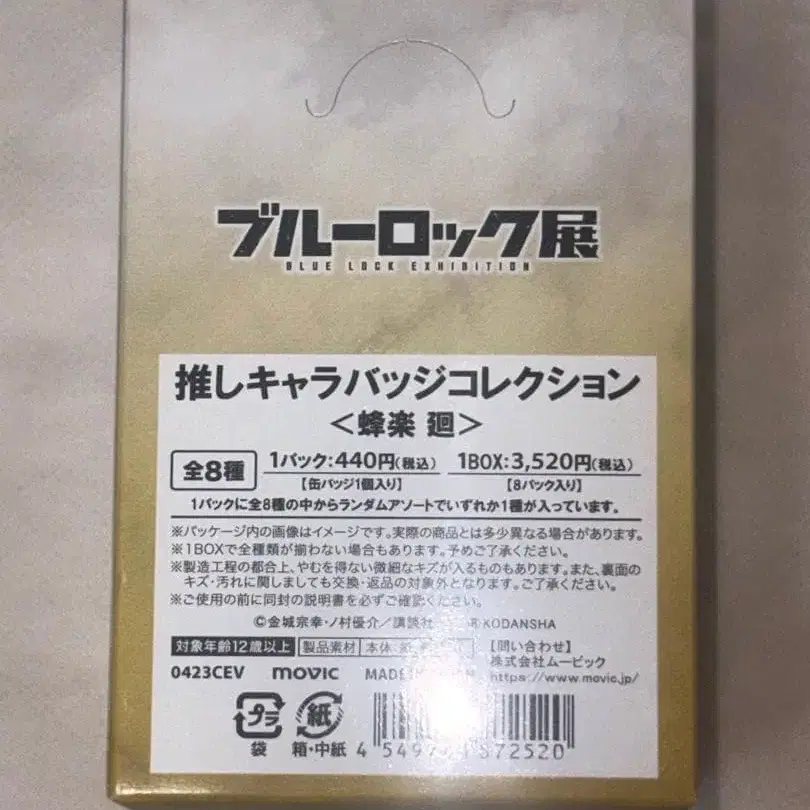 ブルーロック展
BLUE LOCK EXHIBITION
推しキャラバッジコレクション
＜蜂楽 廻＞
全8種 1パック:440円(税込) 1BOX:3,520円(税込)
【缶バッジ1個入り】 【8パック入り】
1パックに全8種の中からランダムアソートでいずれか1種が入っています。
※パッケージ内の画像はイメージです。実際の商品とは多少異なる場合があります。
※1BOXで全種類が揃わない場合もあります。予めご了承ください。
※製造工程の都合上、やむを得ない微細なキズが入るものもあります。また、裏面の
キズ・汚れに関しましても交換・返品の対象外となります。ご了承ください。
※ご使用の前に同封の説明書を必ずご確認ください。
©金城宗幸・ノ村優介／講談社 KODANSHA
対象年齢12歳以上 製品素材 本体 【問い合わせ】
株式会社ムービック
0423CEV movic MADE https://www.movic.jp/
プラ 紙
袋 箱・中紙 4 549 872520